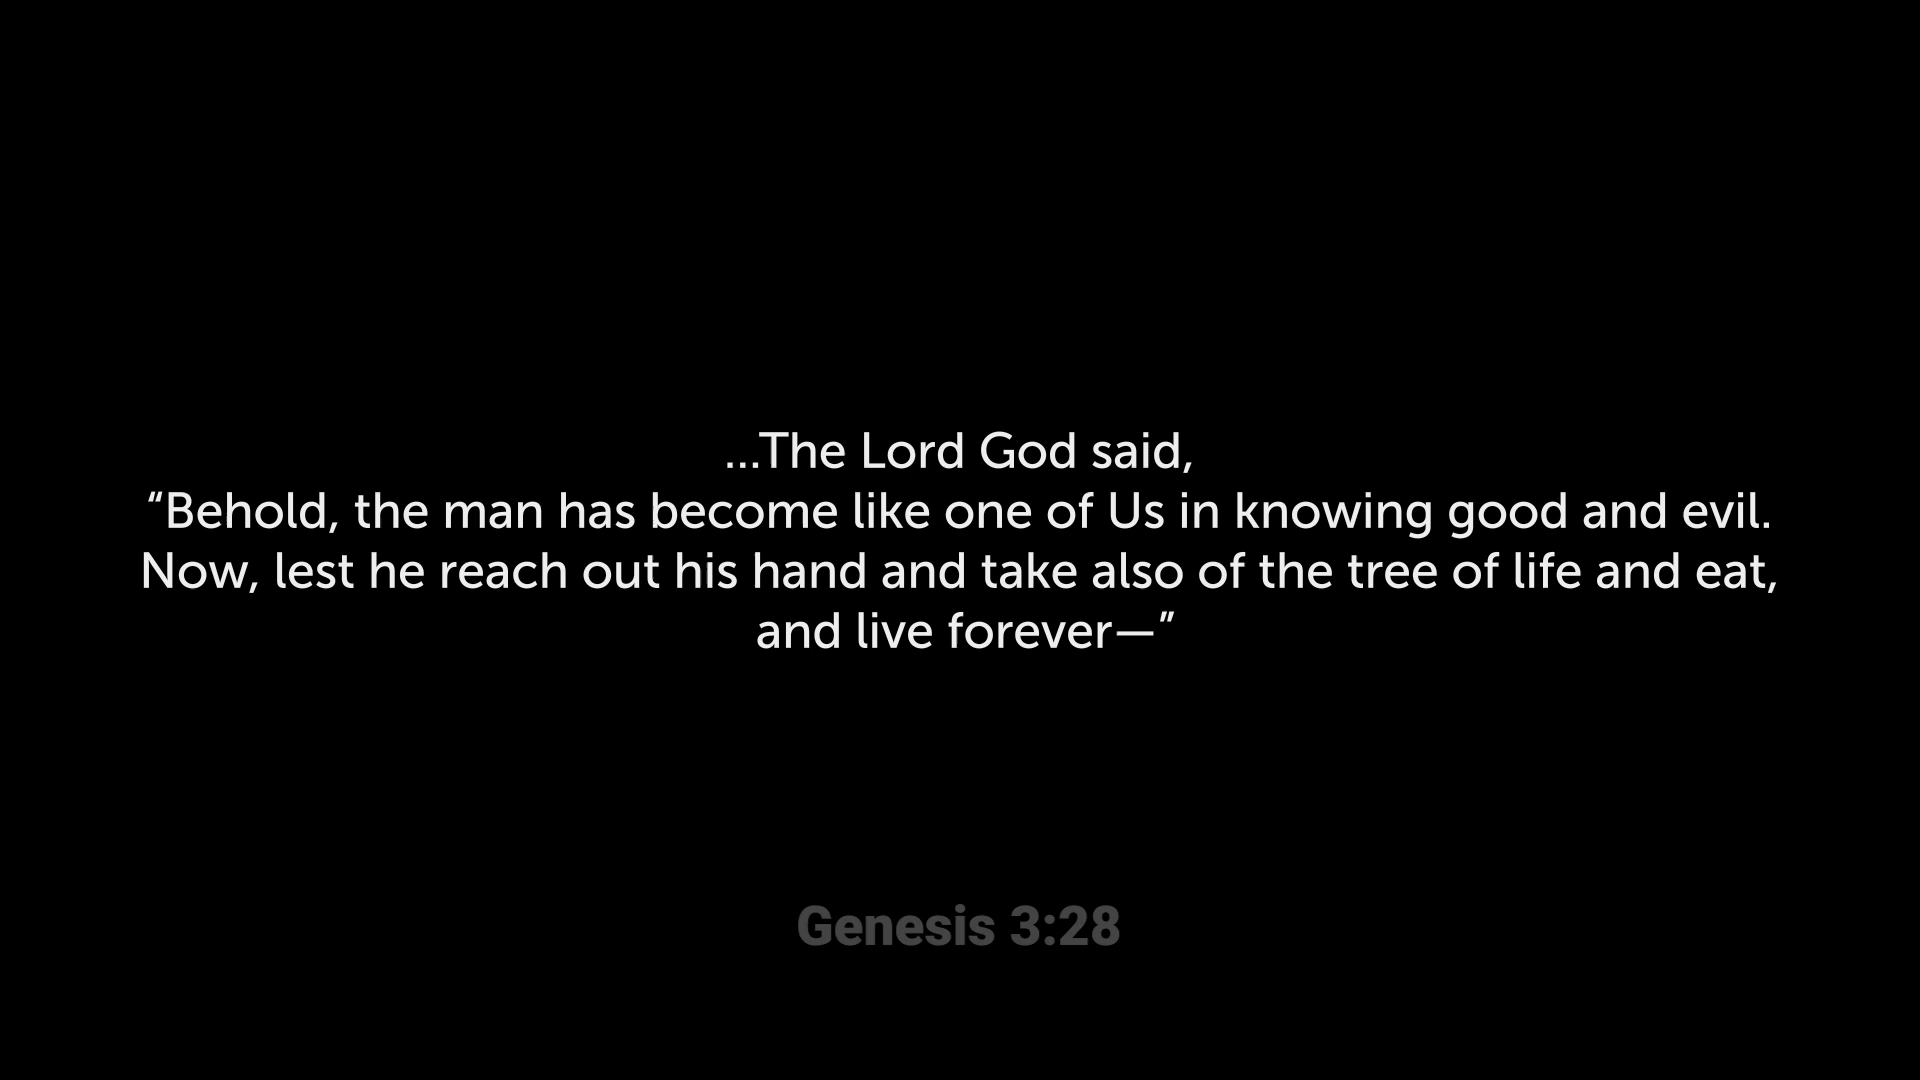 ...The Lord God said,
“Behold, the man has become like one of Us in knowing good and evil.
Now, lest he reach out his hand and take also of the tree of life and eat,
and live forever—”
Genesis 3:28